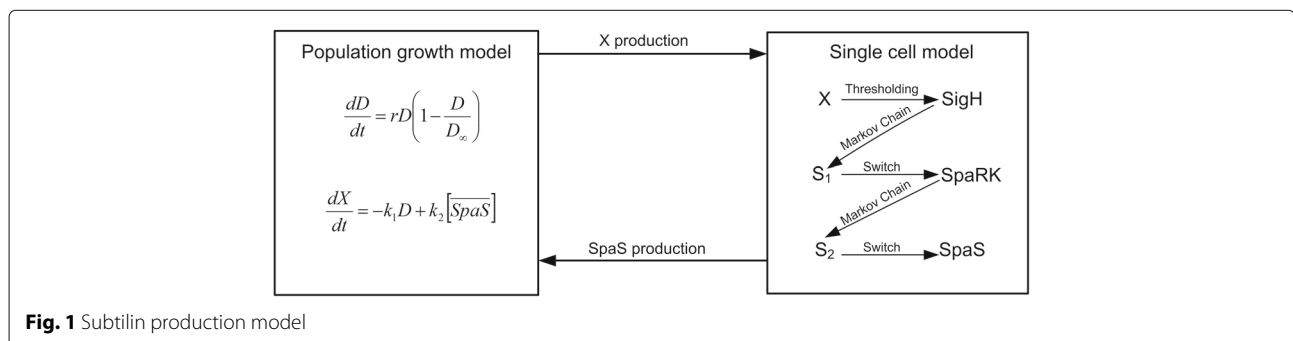 Population growth model
dD/dt = rD(1 − D/D∞)
dX/dt = −k₁D + k₂[S̅p̅a̅S̅]
X production
SpaS production
Single cell model
X Thresholding SigH
Markov Chain
S₁ Switch SpaRK
Markov Chain
S₂ Switch SpaS
Fig. 1 Subtilin production model